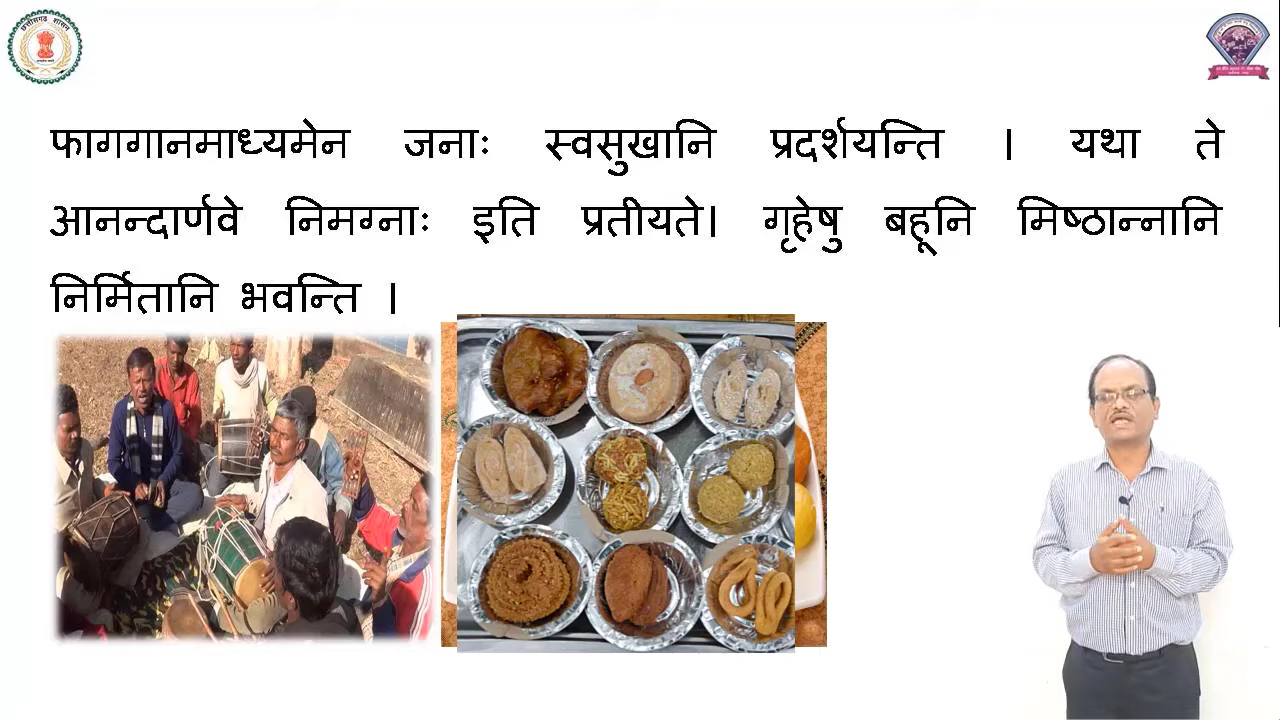 फागगानमाध्यमेन जनाः स्वसुखानि प्रदर्शयन्ति । यथा ते
आनन्दार्णवे निमग्नाः इति प्रतीयते। गृहेषु बहूनि मिष्ठान्नानि
निर्मितानि भवन्ति ।